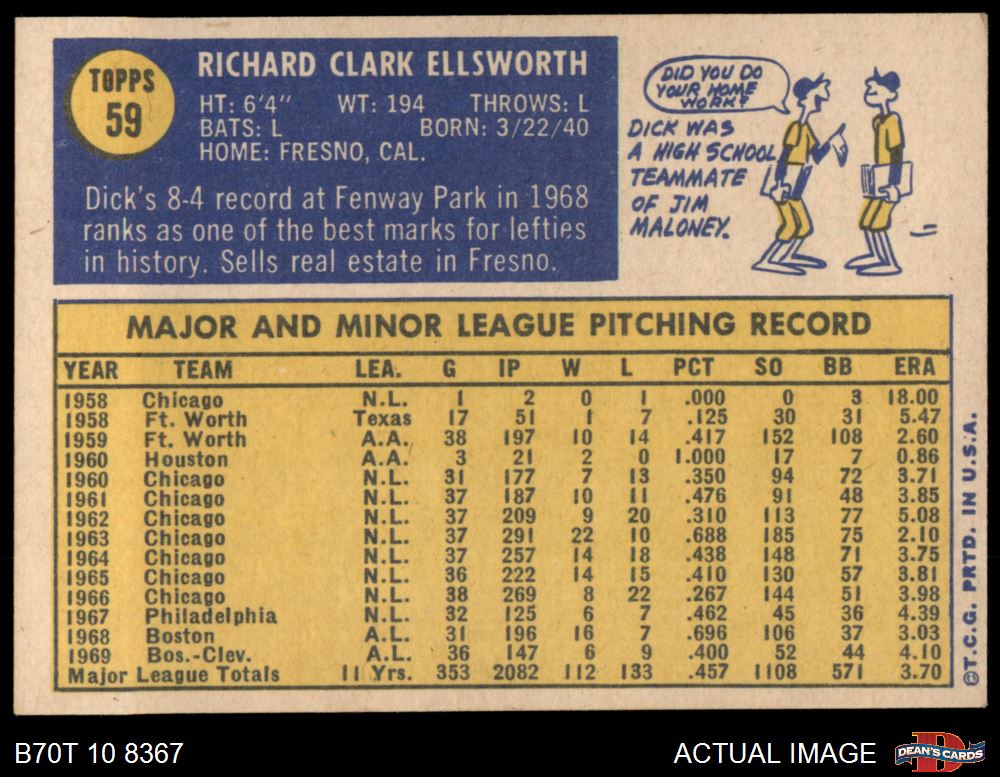 TOPPS
59
RICHARD CLARK ELLSWORTH
HT: 6'4" WT: 194 THROWS: L
BATS: L BORN: 3/22/40
HOME: FRESNO, CAL.
Dick's 8-4 record at Fenway Park in 1968
ranks as one of the best marks for lefties
in history. Sells real estate in Fresno.
DID YOU DO
YOUR HOME
WORK?
DICK WAS
A HIGH SCHOOL
TEAMMATE
OF JIM
MALONEY.
MAJOR AND MINOR LEAGUE PITCHING RECORD
YEAR TEAM LEA. G IP W L PCT SO BB ERA
1958 Chicago N.L. 1 2 0 1 .000 0 3 18.00
1958 Ft. Worth Texas 17 51 1 7 .125 30 31 5.47
1959 Ft. Worth A.A. 38 197 10 14 .417 152 108 2.60
1960 Houston A.A. 3 21 2 0 1.000 17 7 0.86
1960 Chicago N.L. 31 177 7 13 .350 94 72 3.71
1961 Chicago N.L. 37 187 10 11 .476 91 48 3.85
1962 Chicago N.L. 37 209 9 20 .310 113 77 5.08
1963 Chicago N.L. 37 291 22 10 .688 185 75 2.10
1964 Chicago N.L. 37 257 14 18 .438 148 71 3.75
1965 Chicago N.L. 36 222 14 15 .410 130 57 3.81
1966 Chicago N.L. 38 269 8 22 .267 144 51 3.98
1967 Philadelphia N.L. 32 125 6 7 .462 45 36 4.39
1968 Boston A.L. 31 196 16 7 .696 106 37 3.03
1969 Bos.-Clev. A.L. 36 147 6 9 .400 52 44 4.10
Major League Totals 11 Yrs. 353 2082 112 133 .457 1108 571 3.70
©T.C.G. PRTD. IN U.S.A.
B70T 10 8367
ACTUAL IMAGE
DEAN'S CARDS